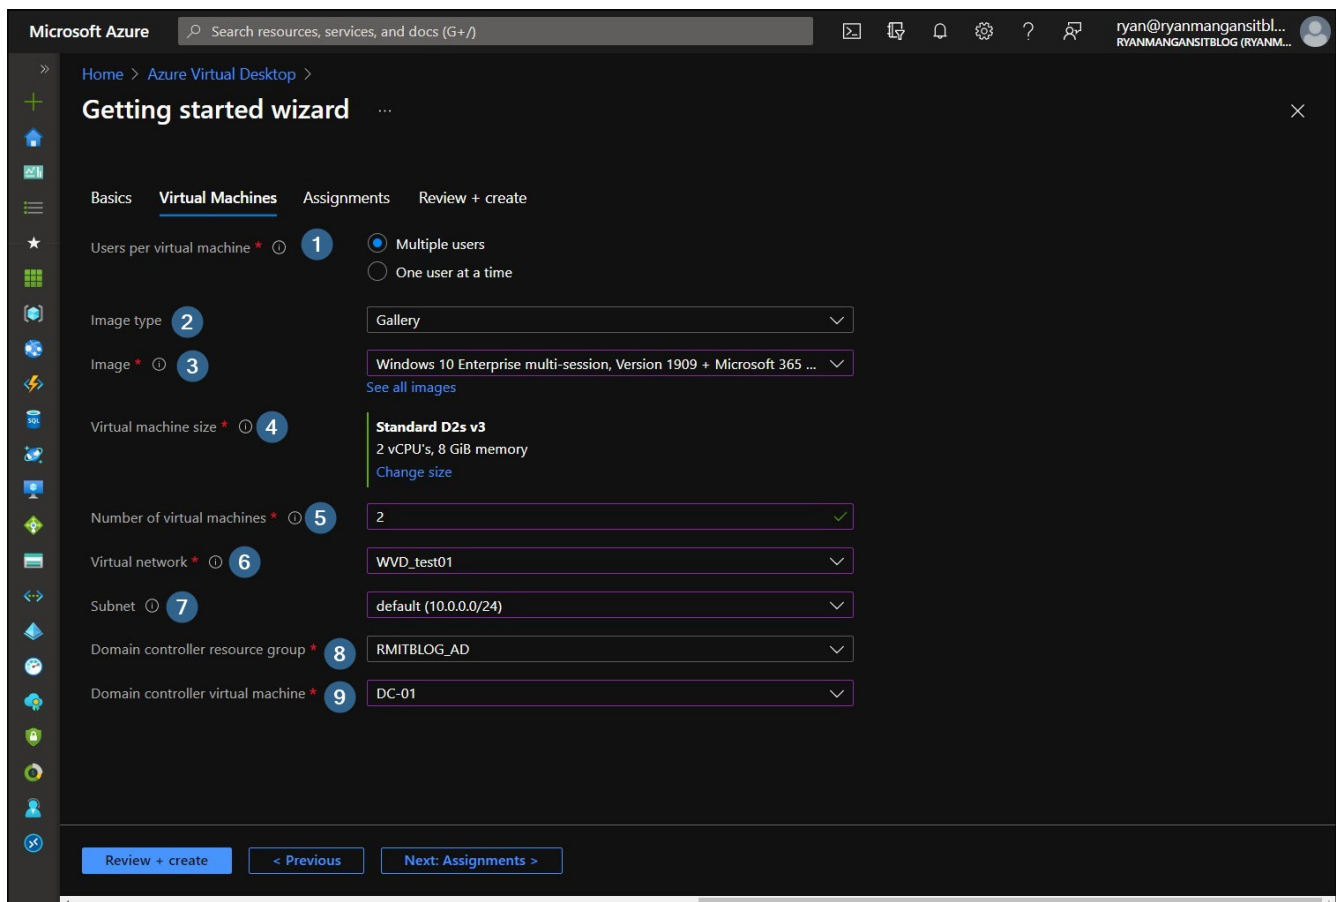 Microsoft Azure
Search resources, services, and docs (G+/)
ryan@ryanmangansitbl...
RYANMANGANSITBLOG (RYANM...
Home > Azure Virtual Desktop >
Getting started wizard ...
Basics Virtual Machines Assignments Review + create
Users per virtual machine * 1 Multiple users
One user at a time
Image type 2 Gallery
Image * 3 Windows 10 Enterprise multi-session, Version 1909 + Microsoft 365 ...
See all images
Virtual machine size * 4 Standard D2s v3
2 vCPU's, 8 GiB memory
Change size
Number of virtual machines * 5 2
Virtual network * 6 WVD_test01
Subnet 7 default (10.0.0.0/24)
Domain controller resource group * 8 RMITBLOG_AD
Domain controller virtual machine * 9 DC-01
Review + create < Previous Next: Assignments >
SQL